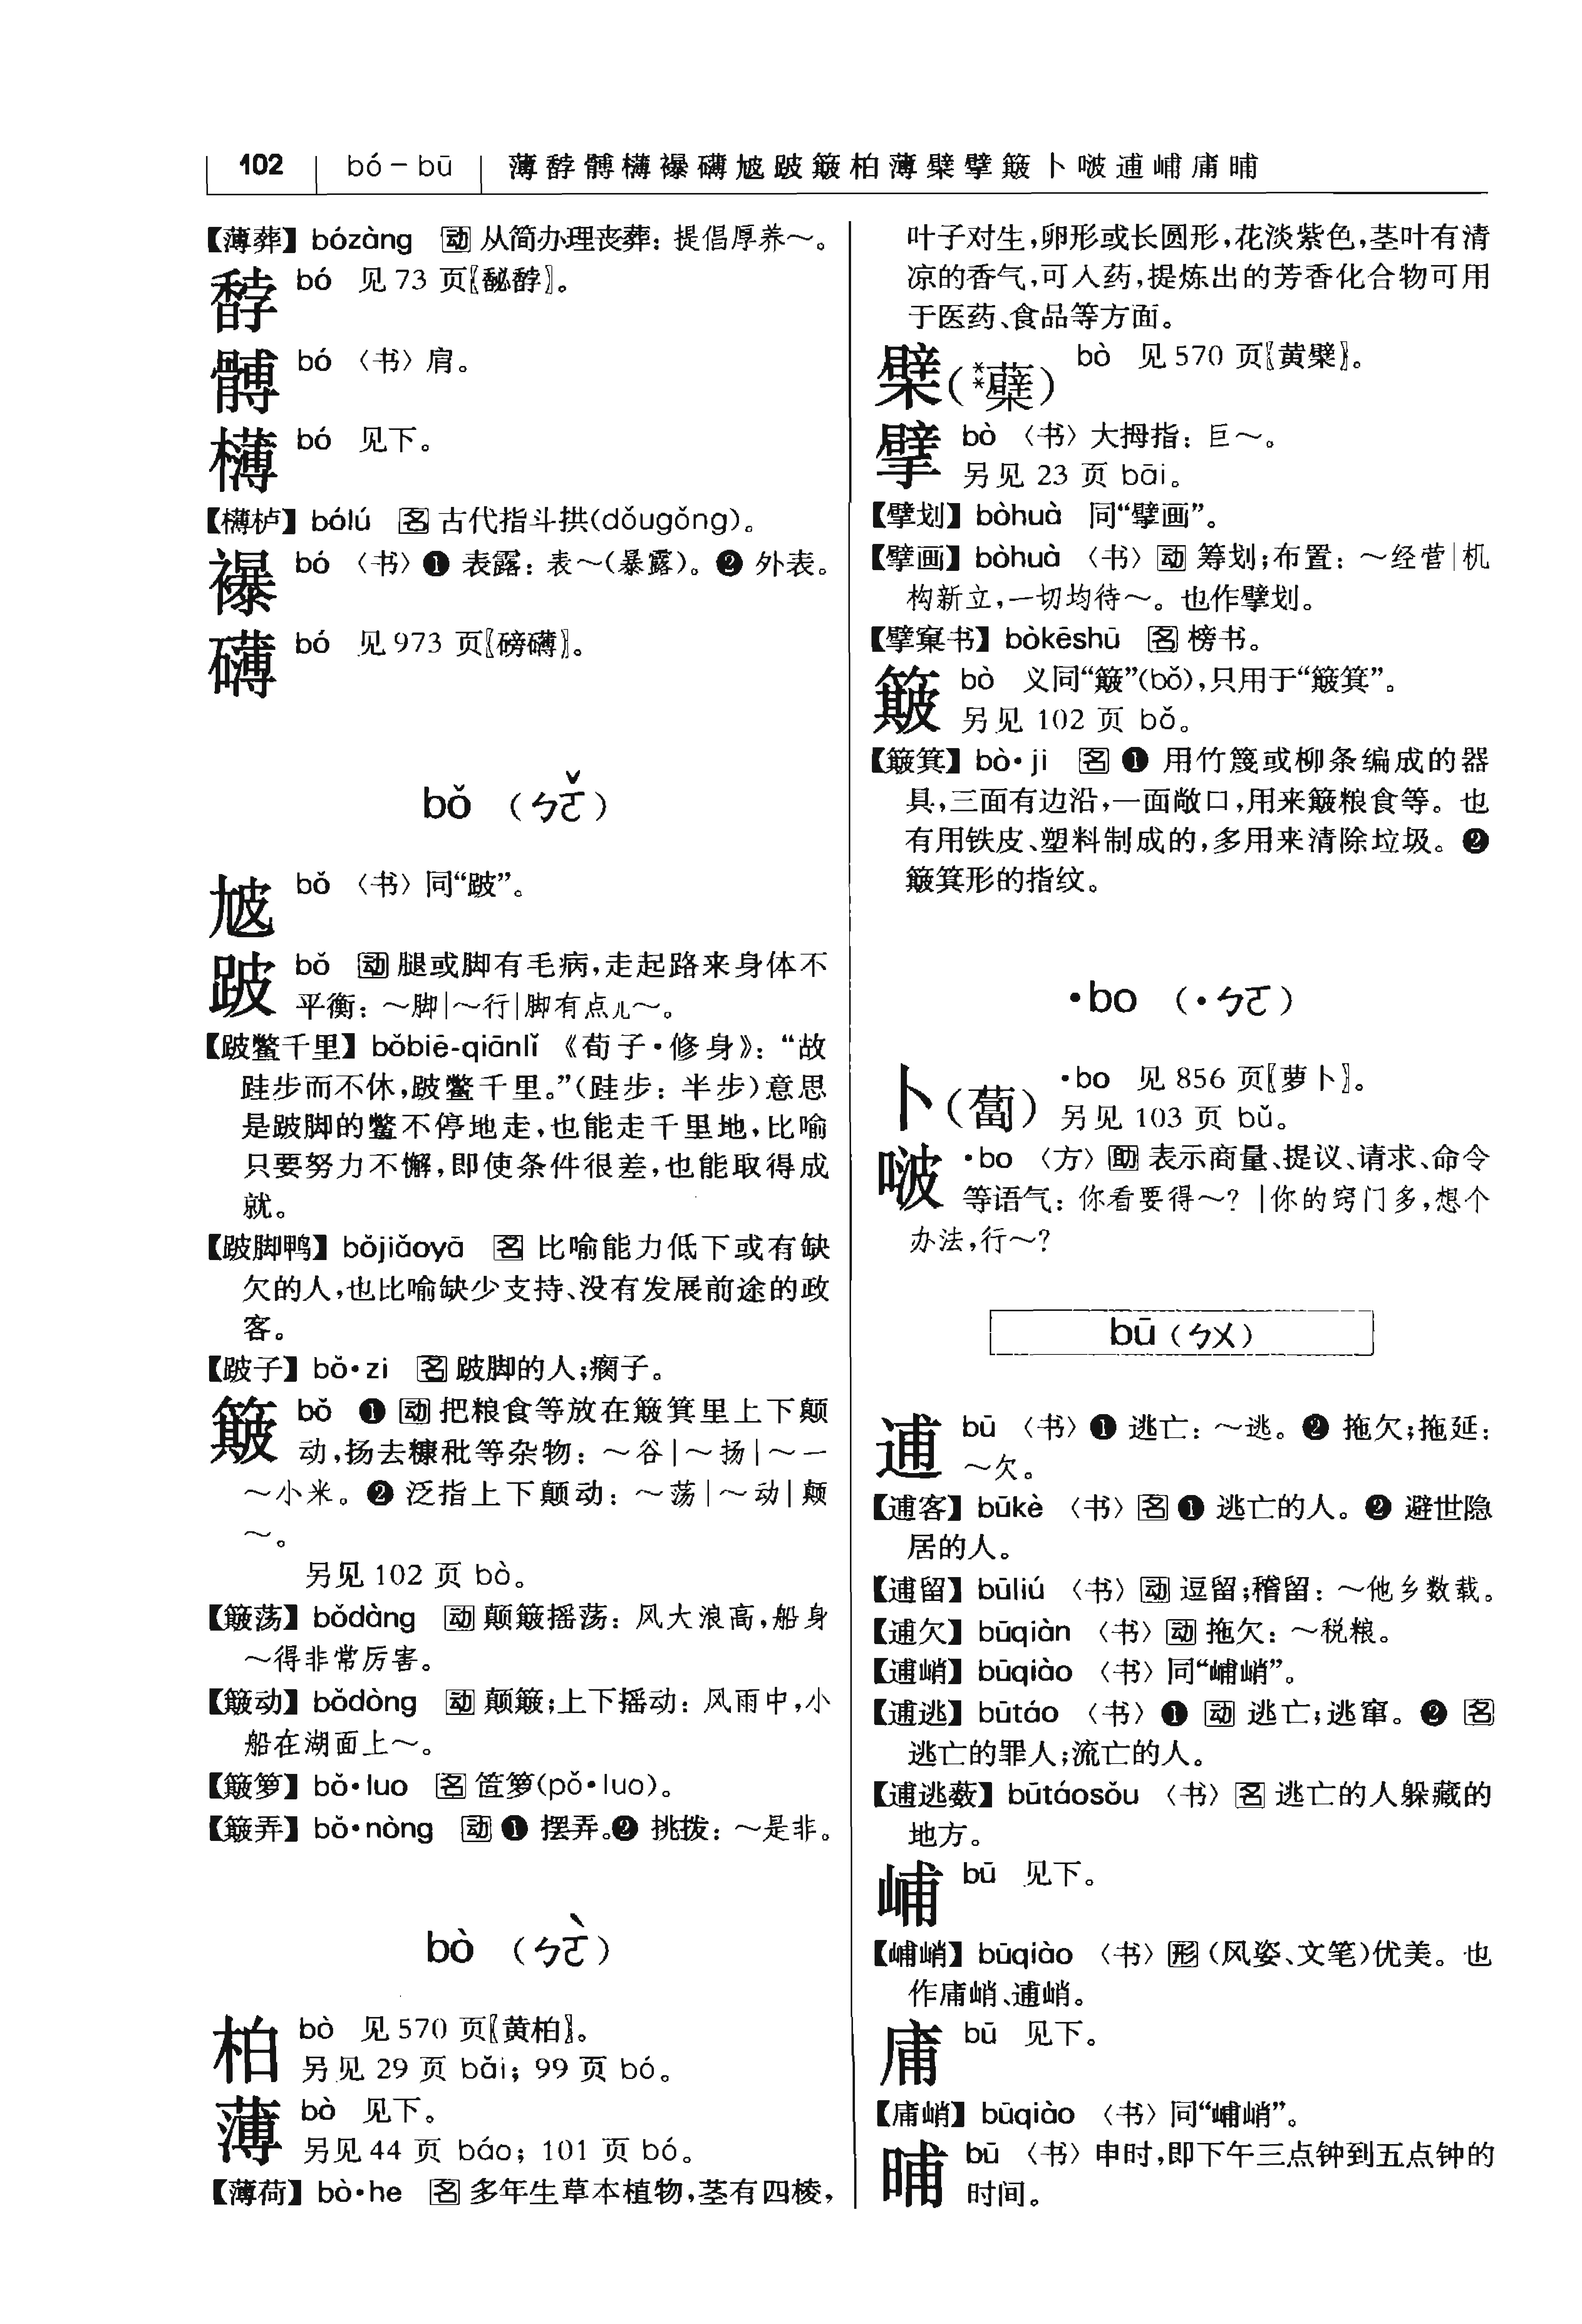 102 bó－bū 薄馞髆欂襮礴尥跛簸柏薄檗擘簸卜啵逋峬庯晡
【薄葬】bózàng 动 从简办理丧葬：提倡厚养～。
馞 bó 见 73 页〖馝馞〗。
髆 bó 〈书〉肩。
欂 bó 见下。
【欂栌】bólú 名 古代指斗拱(dǒugǒng)。
襮 bó 〈书〉❶ 表露：表～(暴露)。❷ 外表。
礴 bó 见 973 页〖磅礴〗。
bǒ （ㄅㄛˇ）
bǒ 〈书〉同“跛”。
跛 bǒ 动 腿或脚有毛病，走起路来身体不
平衡：～脚|～行|脚有点儿～。
【跛鳖千里】bǒbiē-qiānlǐ 《荀子·修身》：“故
跬步而不休，跛鳖千里。”(跬步：半步)意思
是跛脚的鳖不停地走，也能走千里地，比喻
只要努力不懈，即使条件很差，也能取得成
就。
【跛脚鸭】bǒjiǎoyā 名 比喻能力低下或有缺
欠的人，也比喻缺少支持、没有发展前途的政
客。
【跛子】bǒ·zi 名 跛脚的人；瘸子。
簸 bǒ ❶ 动 把粮食等放在簸箕里上下颠
动，扬去糠秕等杂物：～谷|～扬|～一
～小米。❷ 泛指上下颠动：～荡|～动|颠
～。
另见 102 页 bò。
【簸荡】bǒdàng 动 颠簸摇荡：风大浪高，船身
～得非常厉害。
【簸动】bǒdòng 动 颠簸；上下摇动：风雨中，小
船在湖面上～。
【簸箩】bǒ·luo 名 笸箩(pǒ·luo)。
【簸弄】bǒ·nòng 动 ❶ 摆弄。❷ 挑拨：～是非。
bò （ㄅㄛˋ）
柏 bò 见 570 页〖黄柏〗。
另见 29 页 bǎi；99 页 bó。
薄 bò 见下。
另见 44 页 báo；101 页 bó。
【薄荷】bò·he 名 多年生草本植物，茎有四棱，
叶子对生，卵形或长圆形，花淡紫色，茎叶有清
凉的香气，可入药，提炼出的芳香化合物可用
于医药、食品等方面。
檗(**蘗) bò 见 570 页〖黄檗〗。
擘 bò 〈书〉大拇指：巨～。
另见 23 页 bāi。
【擘划】bòhuà 同“擘画”。
【擘画】bòhuà 〈书〉动 筹划；布置：～经营|机
构新立，一切均待～。也作擘划。
【擘窠书】bòkēshū 名 榜书。
簸 bò 义同“簸”(bǒ)，只用于“簸箕”。
另见 102 页 bǒ。
【簸箕】bò·ji 名 ❶ 用竹篾或柳条编成的器
具，三面有边沿，一面敞口，用来簸粮食等。也
有用铁皮、塑料制成的，多用来清除垃圾。❷
簸箕形的指纹。
·bo （·ㄅㄛ）
卜(蔔) ·bo 见 856 页〖萝卜〗。
另见 103 页 bǔ。
啵 ·bo 〈方〉助 表示商量、提议、请求、命令
等语气：你看要得～？|你的窍门多，想个
办法，行～？
bū（ㄅㄨ）
逋 bū 〈书〉❶ 逃亡：～逃。❷ 拖欠；拖延：
～欠。
【逋客】būkè 〈书〉名 ❶ 逃亡的人。❷ 避世隐
居的人。
【逋留】būliú 〈书〉动 逗留；稽留：～他乡数载。
【逋欠】būqiàn 〈书〉动 拖欠：～税粮。
【逋峭】būqiào 〈书〉同“峬峭”。
【逋逃】būtáo 〈书〉❶ 动 逃亡；逃窜。❷ 名
逃亡的罪人；流亡的人。
【逋逃薮】būtáosǒu 〈书〉名 逃亡的人躲藏的
地方。
峬 bū 见下。
【峬峭】būqiào 〈书〉形 (风姿、文笔)优美。也
作庯峭、逋峭。
庯 bū 见下。
【庯峭】būqiào 〈书〉同“峬峭”。
晡 bū 〈书〉申时，即下午三点钟到五点钟的
时间。